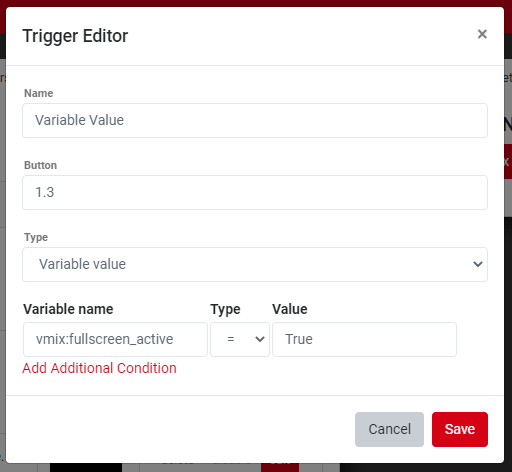 Trigger Editor ×
Name
Variable Value
Button
1.3
Type
Variable value
Variable name Type Value
vmix:fullscreen_active = True
Add Additional Condition
Cancel Save